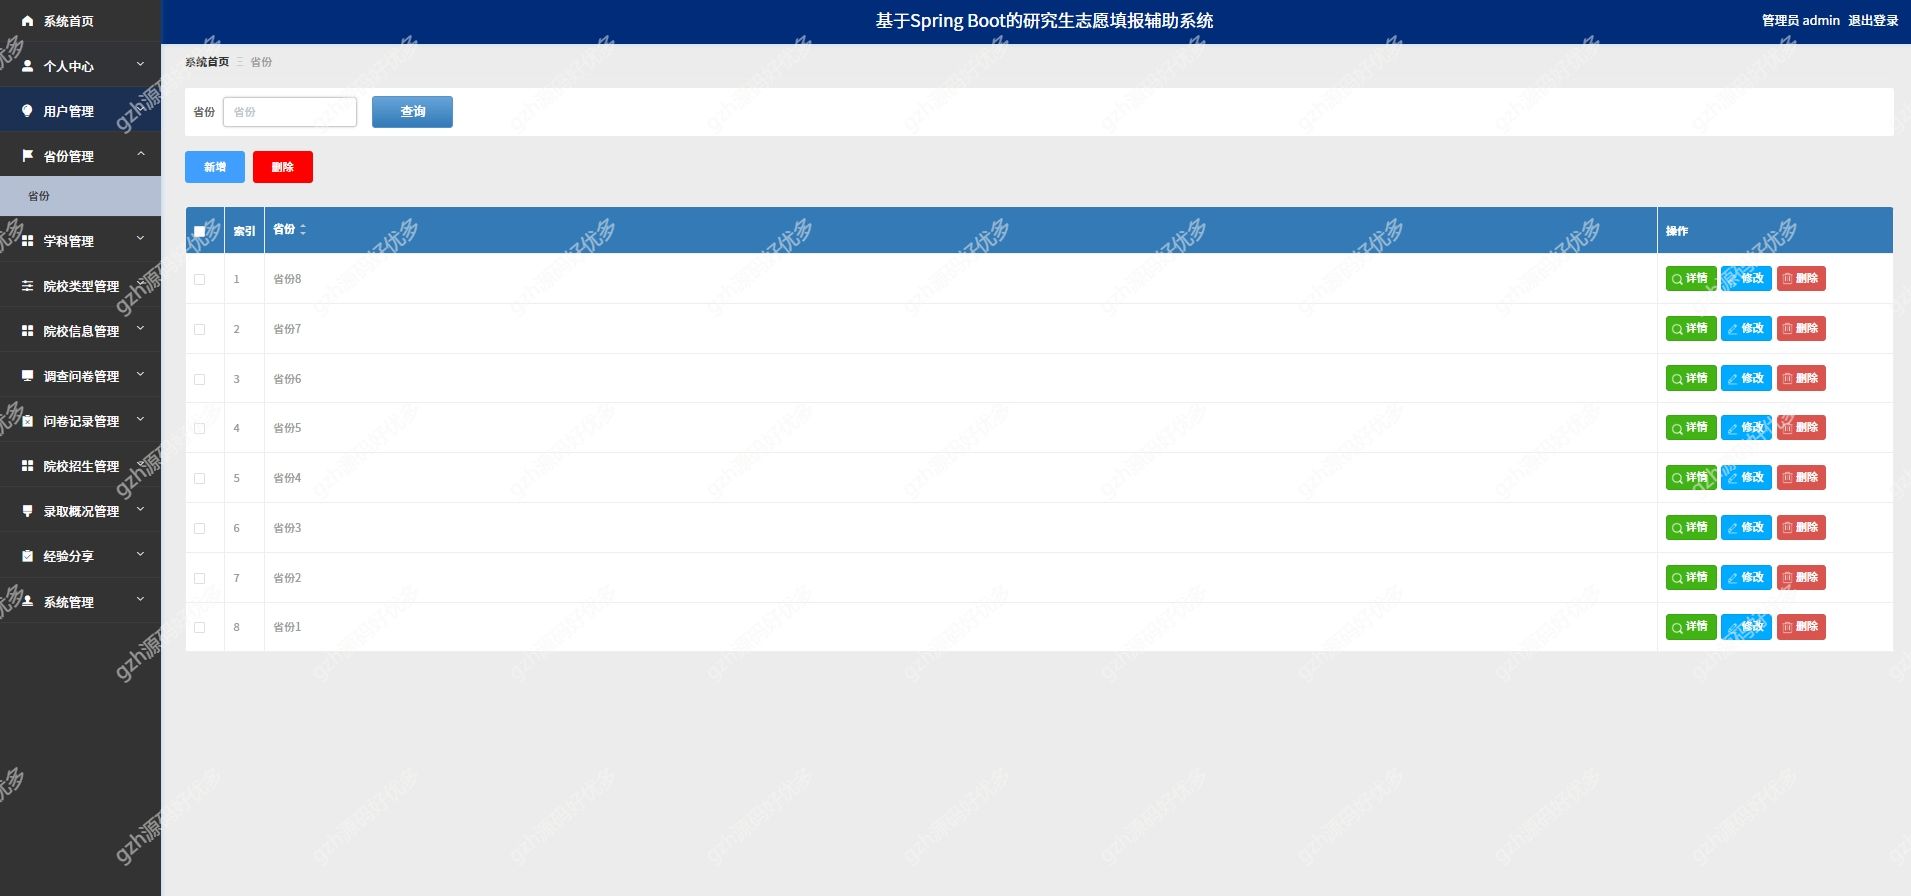 基于Spring Boot的研究生志愿填报辅助系统
管理员 admin 退出登录
系统首页
个人中心
用户管理
省份管理
省份
学科管理
院校类型管理
院校信息管理
调查问卷管理
问卷记录管理
院校招生管理
录取概况管理
经验分享
系统管理
系统首页 省份
省份 省份 查询
新增 删除
索引 省份 操作
1 省份8 详情 修改 删除
2 省份7 详情 修改 删除
3 省份6 详情 修改 删除
4 省份5 详情 修改 删除
5 省份4 详情 修改 删除
6 省份3 详情 修改 删除
7 省份2 详情 修改 删除
8 省份1 详情 修改 删除
gzh源码好优多